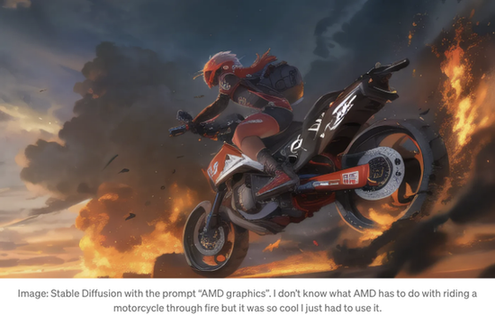 Image: Stable Diffusion with the prompt “AMD graphics”. I don’t know what AMD has to do with riding a
motorcycle through fire but it was so cool I just had to use it.